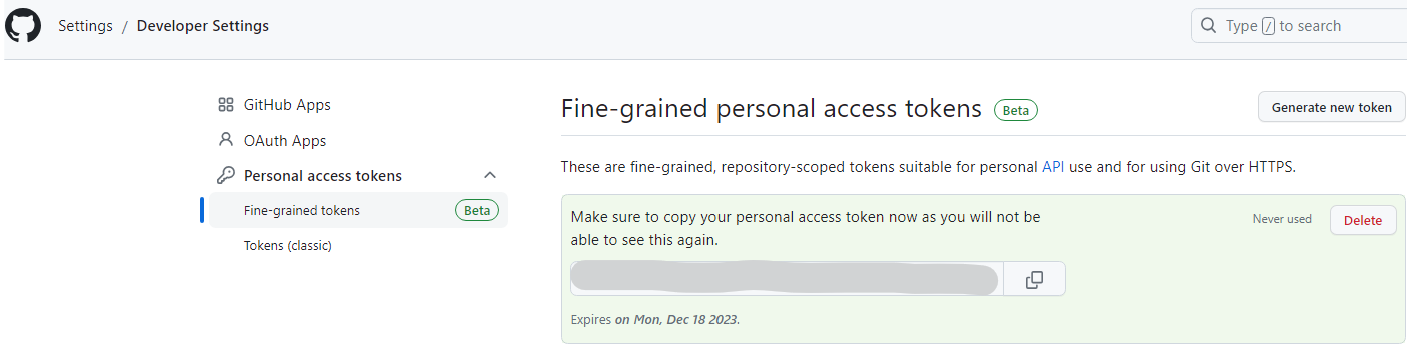 Settings / Developer Settings
Type / to search
GitHub Apps
OAuth Apps
Personal access tokens
Fine-grained tokens Beta
Tokens (classic)
Fine-grained personal access tokens Beta
Generate new token
These are fine-grained, repository-scoped tokens suitable for personal API use and for using Git over HTTPS.
Make sure to copy your personal access token now as you will not be
able to see this again.
Never used
Delete
Expires on Mon, Dec 18 2023.